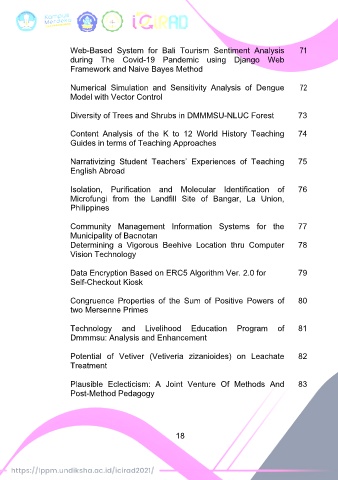 Kampus
Merdeka
ICIRAD
Web-Based System for Bali Tourism Sentiment Analysis 71
during The Covid-19 Pandemic using Django Web
Framework and Naive Bayes Method
Numerical Simulation and Sensitivity Analysis of Dengue 72
Model with Vector Control
Diversity of Trees and Shrubs in DMMMSU-NLUC Forest 73
Content Analysis of the K to 12 World History Teaching 74
Guides in terms of Teaching Approaches
Narrativizing Student Teachers' Experiences of Teaching 75
English Abroad
Isolation, Purification and Molecular Identification of 76
Microfungi from the Landfill Site of Bangar, La Union,
Philippines
Community Management Information Systems for the 77
Municipality of Bacnotan
Determining a Vigorous Beehive Location thru Computer 78
Vision Technology
Data Encryption Based on ERC5 Algorithm Ver. 2.0 for 79
Self-Checkout Kiosk
Congruence Properties of the Sum of Positive Powers of 80
two Mersenne Primes
Technology and Livelihood Education Program of 81
Dmmmsu: Analysis and Enhancement
Potential of Vetiver (Vetiveria zizanioides) on Leachate 82
Treatment
Plausible Eclecticism: A Joint Venture Of Methods And 83
Post-Method Pedagogy
18
https://lppm.undiksha.ac.id/icirad2021/